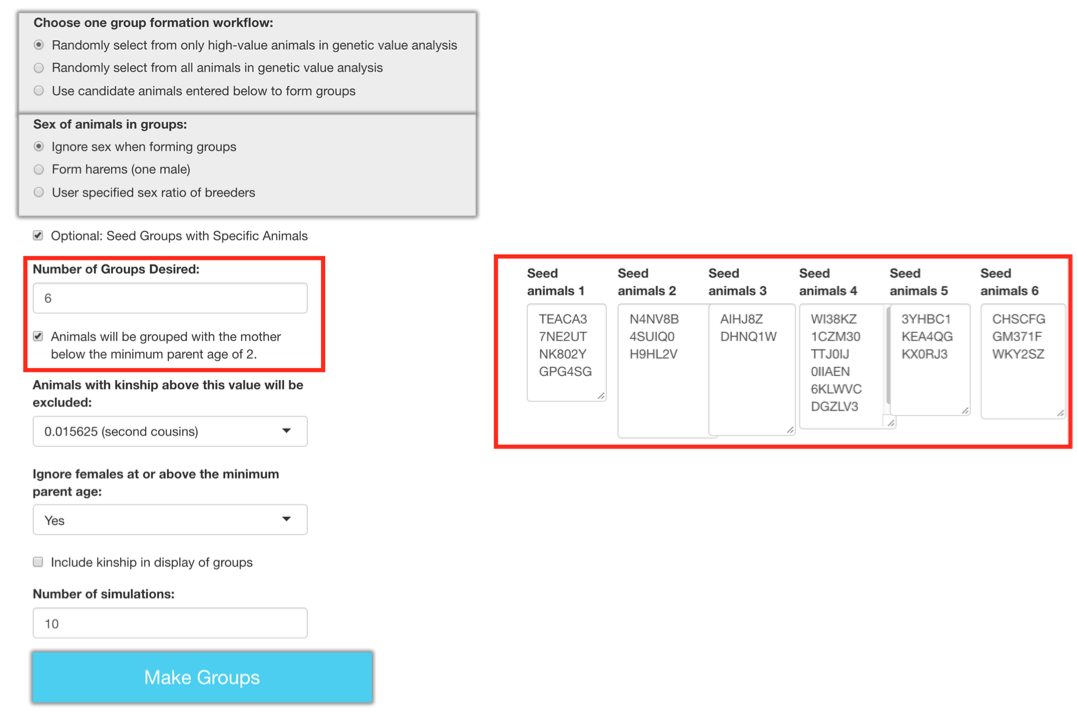 Choose one group formation workflow:
Randomly select from only high-value animals in genetic value analysis
Randomly select from all animals in genetic value analysis
Use candidate animals entered below to form groups
Sex of animals in groups:
Ignore sex when forming groups
Form harems (one male)
User specified sex ratio of breeders
Optional: Seed Groups with Specific Animals
Number of Groups Desired:
6
Animals will be grouped with the mother
below the minimum parent age of 2.
Animals with kinship above this value will be
excluded:
0.015625 (second cousins)
Ignore females at or above the minimum
parent age:
Yes
Include kinship in display of groups
Number of simulations:
10
Make Groups
Seed
animals 1
TEACA3
7NE2UT
NK802Y
GPG4SG
Seed
animals 2
N4NV8B
4SUIQ0
H9HL2V
Seed
animals 3
AIHJ8Z
DHNQ1W
Seed
animals 4
WI38KZ
1CZM30
TTJ0IJ
0IIAEN
6KLWVC
DGZLV3
Seed
animals 5
3YHBC1
KEA4QG
KX0RJ3
Seed
animals 6
CHSCFG
GM371F
WKY2SZ